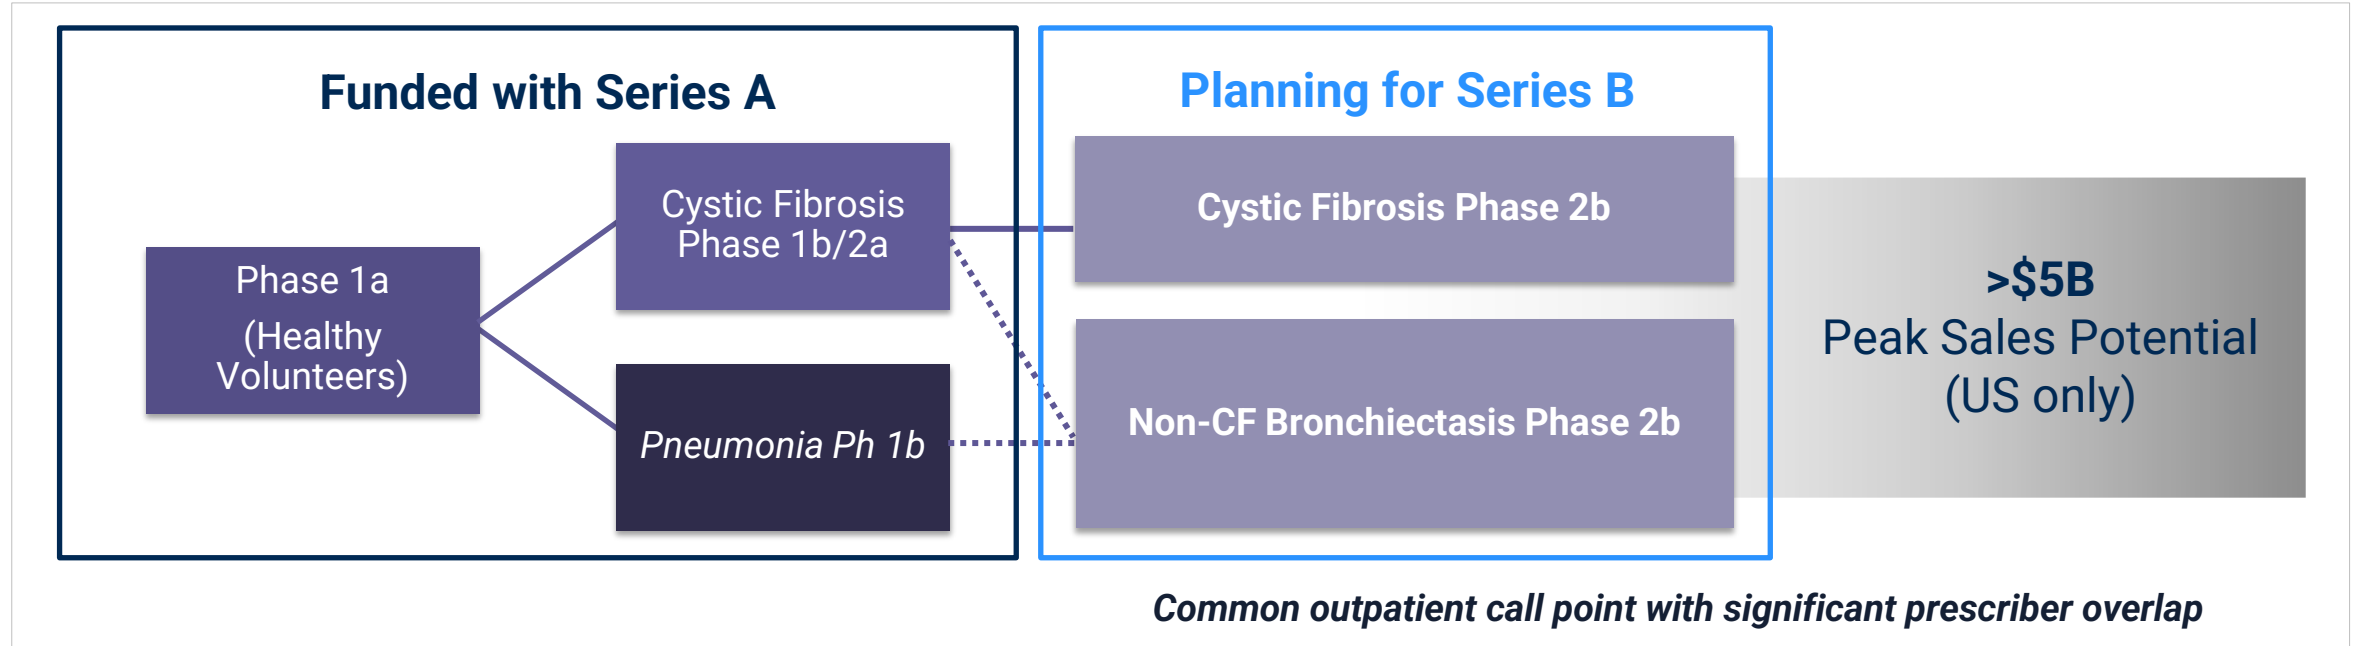 Funded with Series A
Planning for Series B
Phase 1a
(Healthy
Volunteers)
Cystic Fibrosis
Phase 1b/2a
Pneumonia Ph 1b
Cystic Fibrosis Phase 2b
Non-CF Bronchiectasis Phase 2b
>$5B
Peak Sales Potential
(US only)
Common outpatient call point with significant prescriber overlap